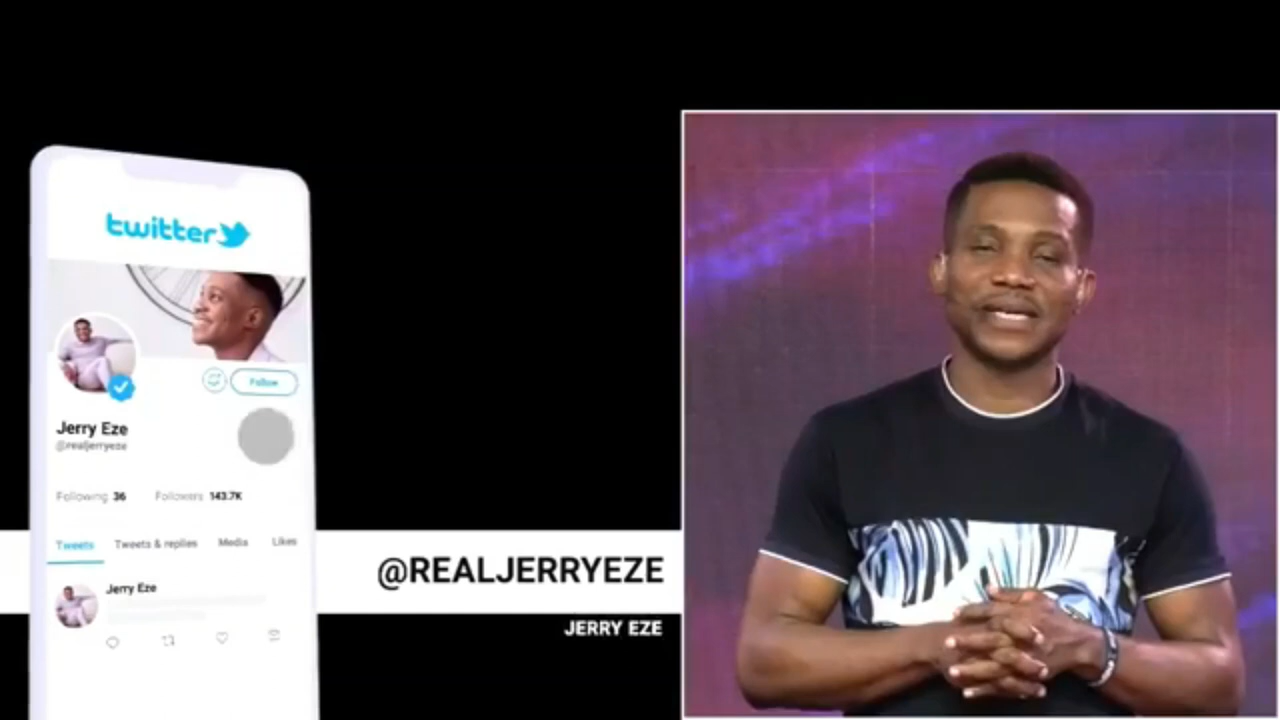 twitter
Follow
Jerry Eze
@realjerryeze
Following 36 Followers 143.7K
Tweets Tweets & replies Media Likes
Jerry Eze
@REALJERRYEZE
JERRY EZE